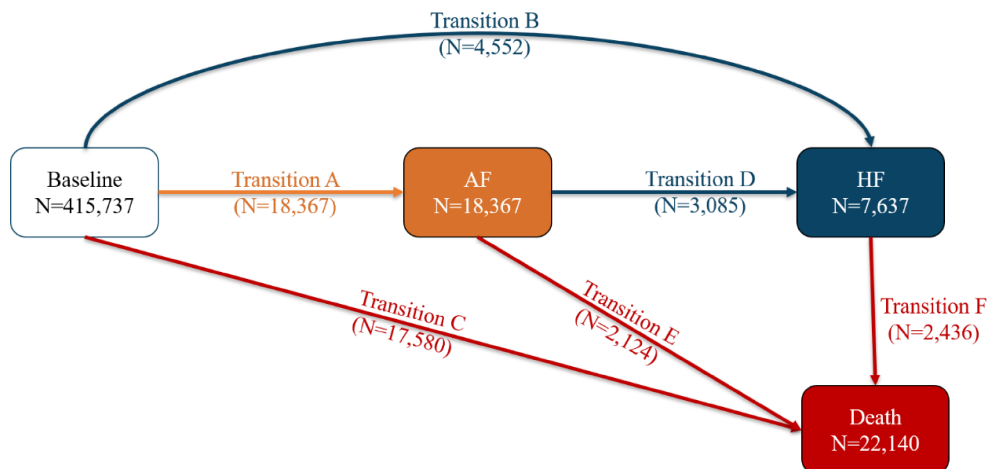 Transition B
(N=4,552)
Baseline
N=415,737
Transition A
(N=18,367)
AF
N=18,367
Transition D
(N=3,085)
HF
N=7,637
Transition C
(N=17,580)
Transition E
(N=2,124)
Transition F
(N=2,436)
Death
N=22,140